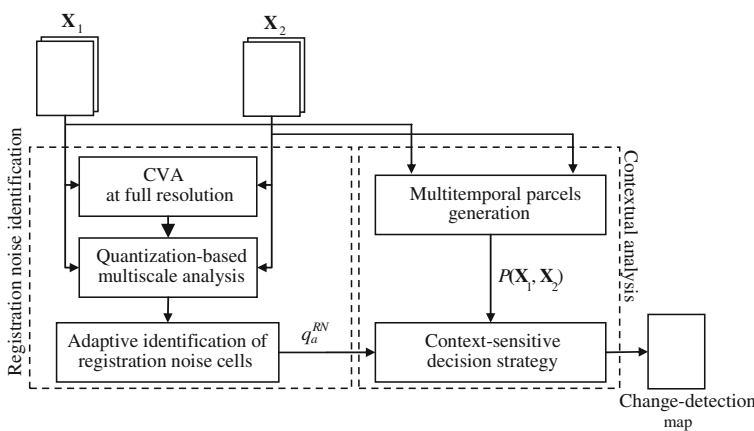 X₁
X₂
Registration noise identification
CVA
at full resolution
Quantization-based
multiscale analysis
Adaptive identification of
registration noise cells
q_a^{RN}
Contextual analysis
Multitemporal parcels
generation
P(X₁, X₂)
Context-sensitive
decision strategy
Change-detection
map